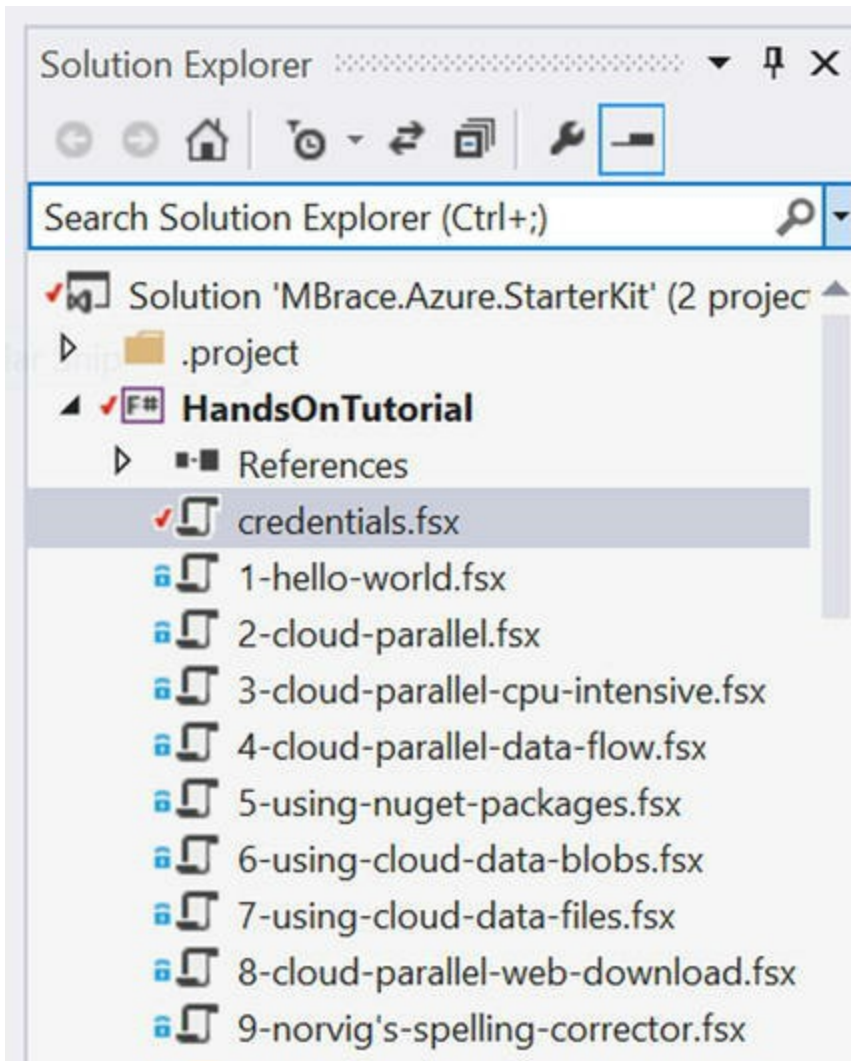 Solution Explorer
Search Solution Explorer (Ctrl+;)
Solution 'MBrace.Azure.StarterKit' (2 projec
.project
F# HandsOnTutorial
References
credentials.fsx
1-hello-world.fsx
2-cloud-parallel.fsx
3-cloud-parallel-cpu-intensive.fsx
4-cloud-parallel-data-flow.fsx
5-using-nuget-packages.fsx
6-using-cloud-data-blobs.fsx
7-using-cloud-data-files.fsx
8-cloud-parallel-web-download.fsx
9-norvig's-spelling-corrector.fsx